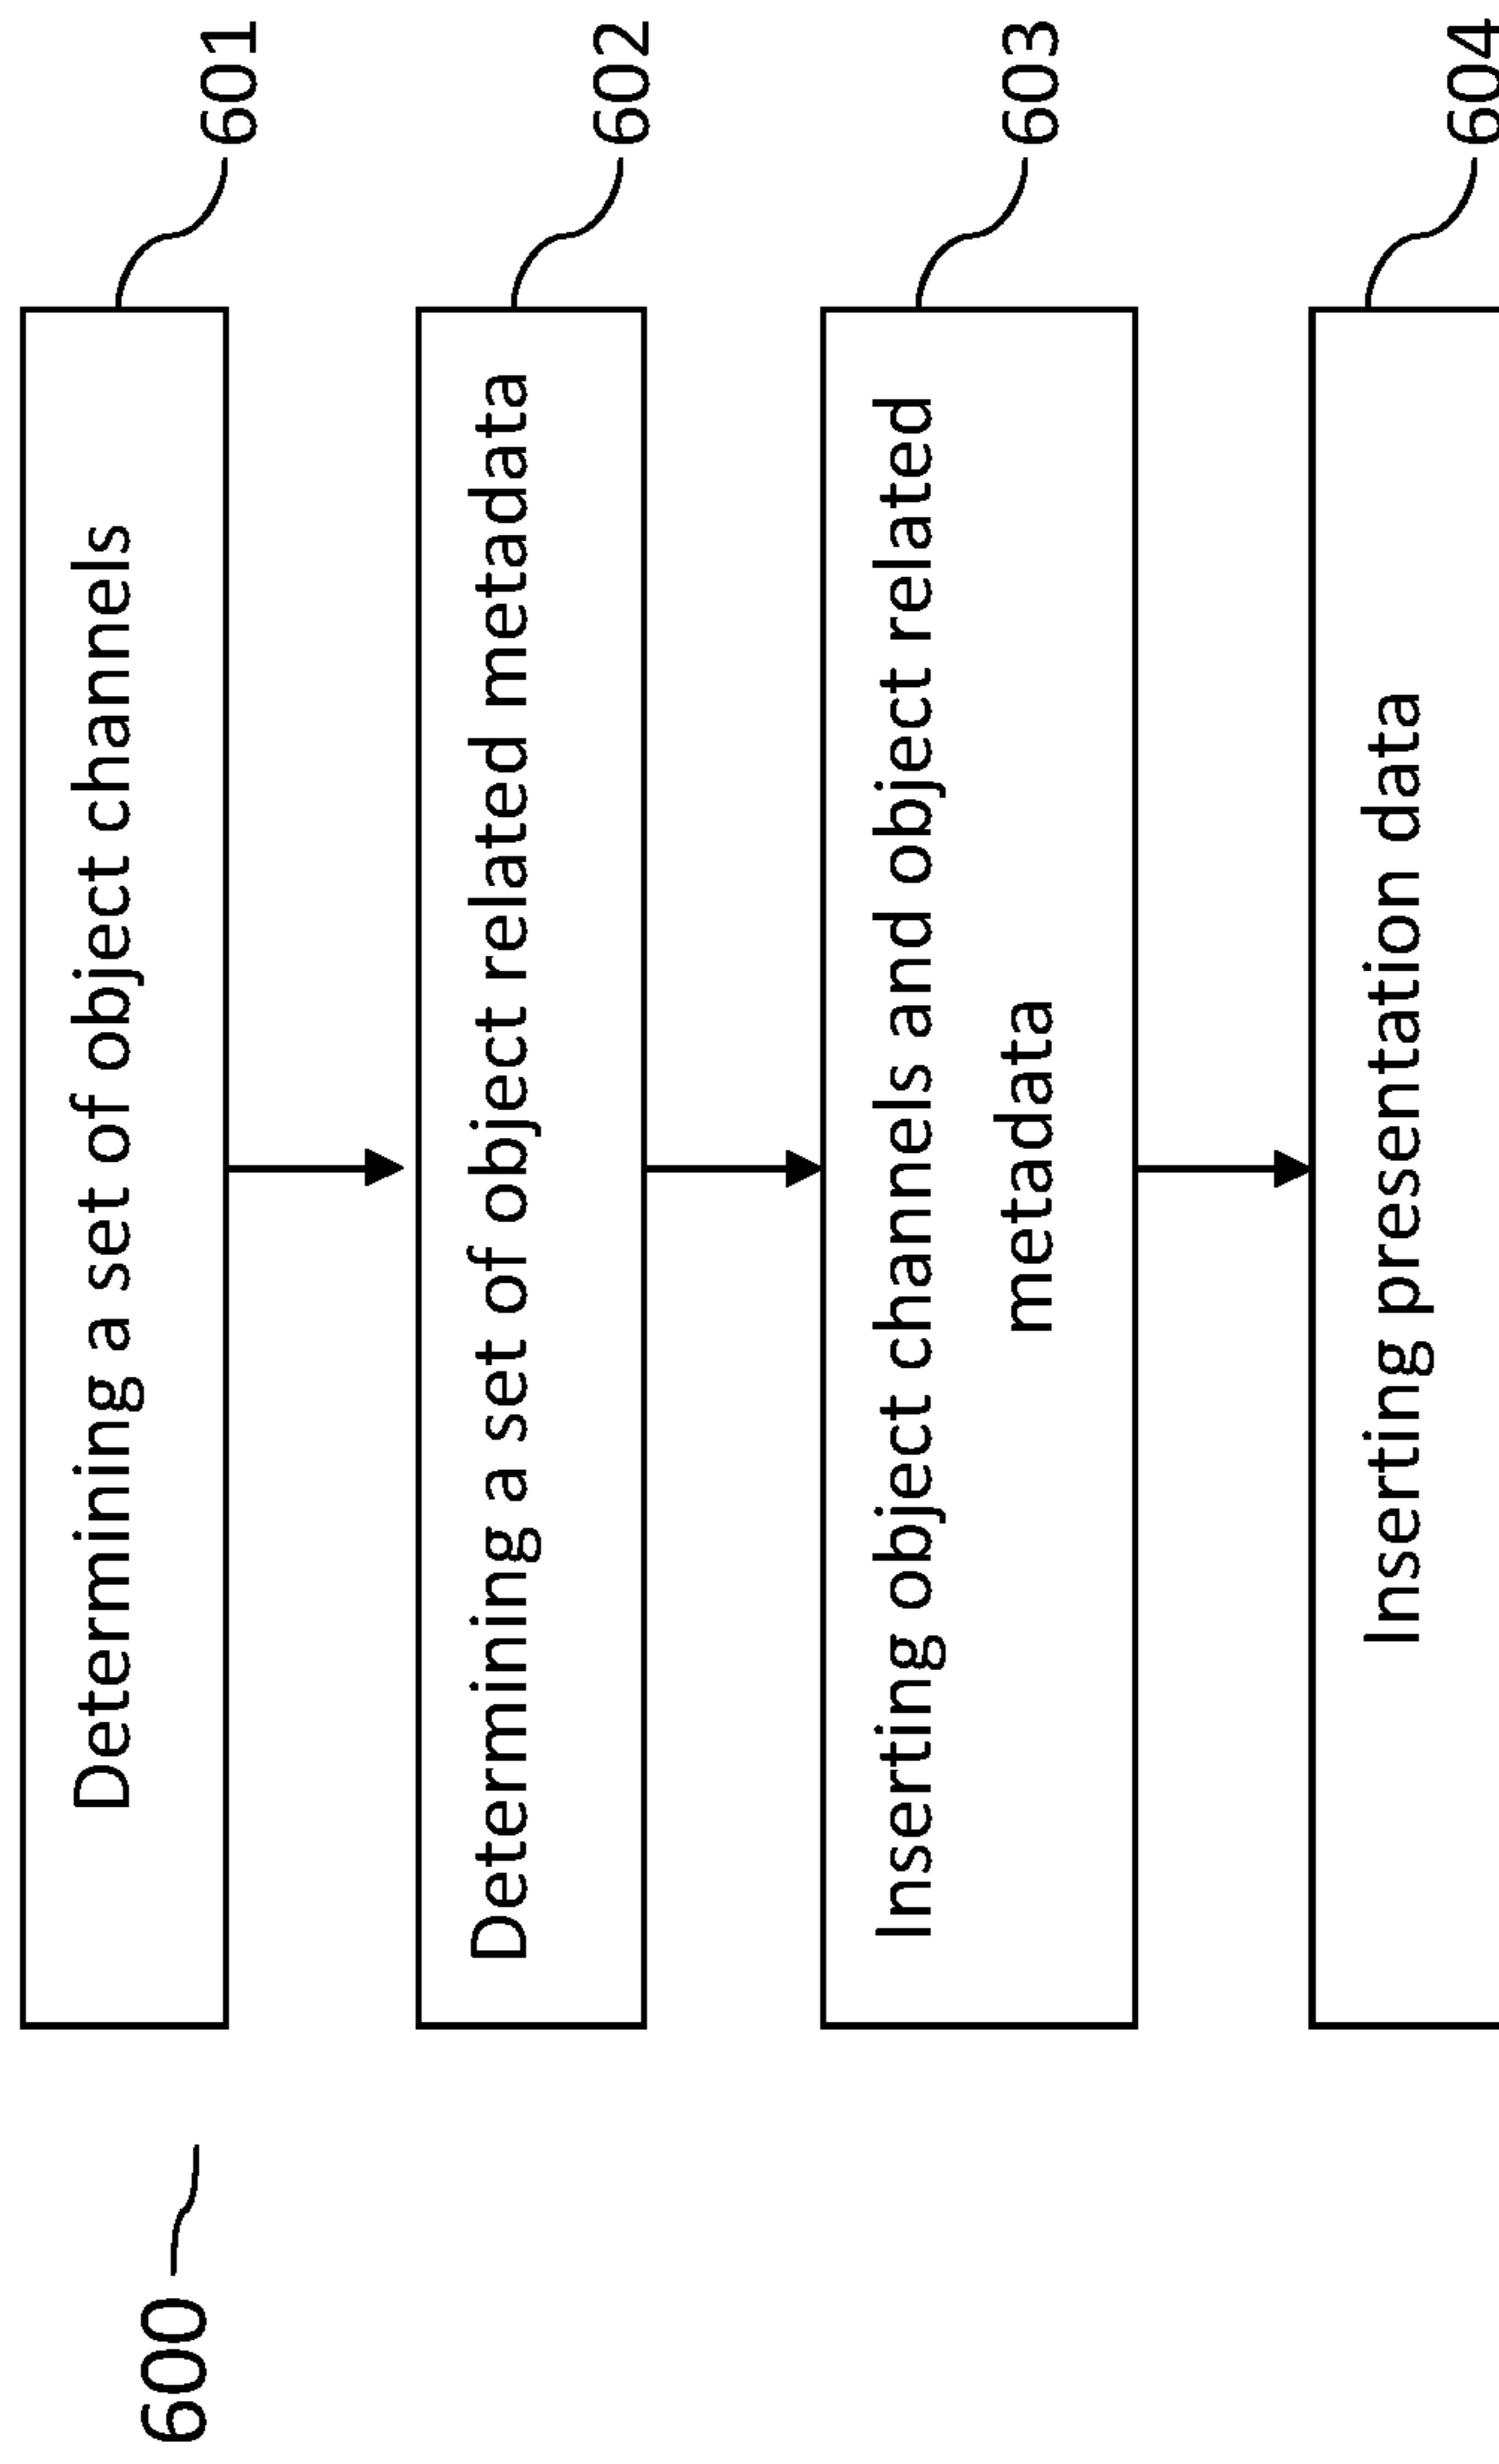 600
Determining a set of object channels
601
Determining a set of object related metadata
602
Inserting object channels and object related
metadata
603
Inserting presentation data
604